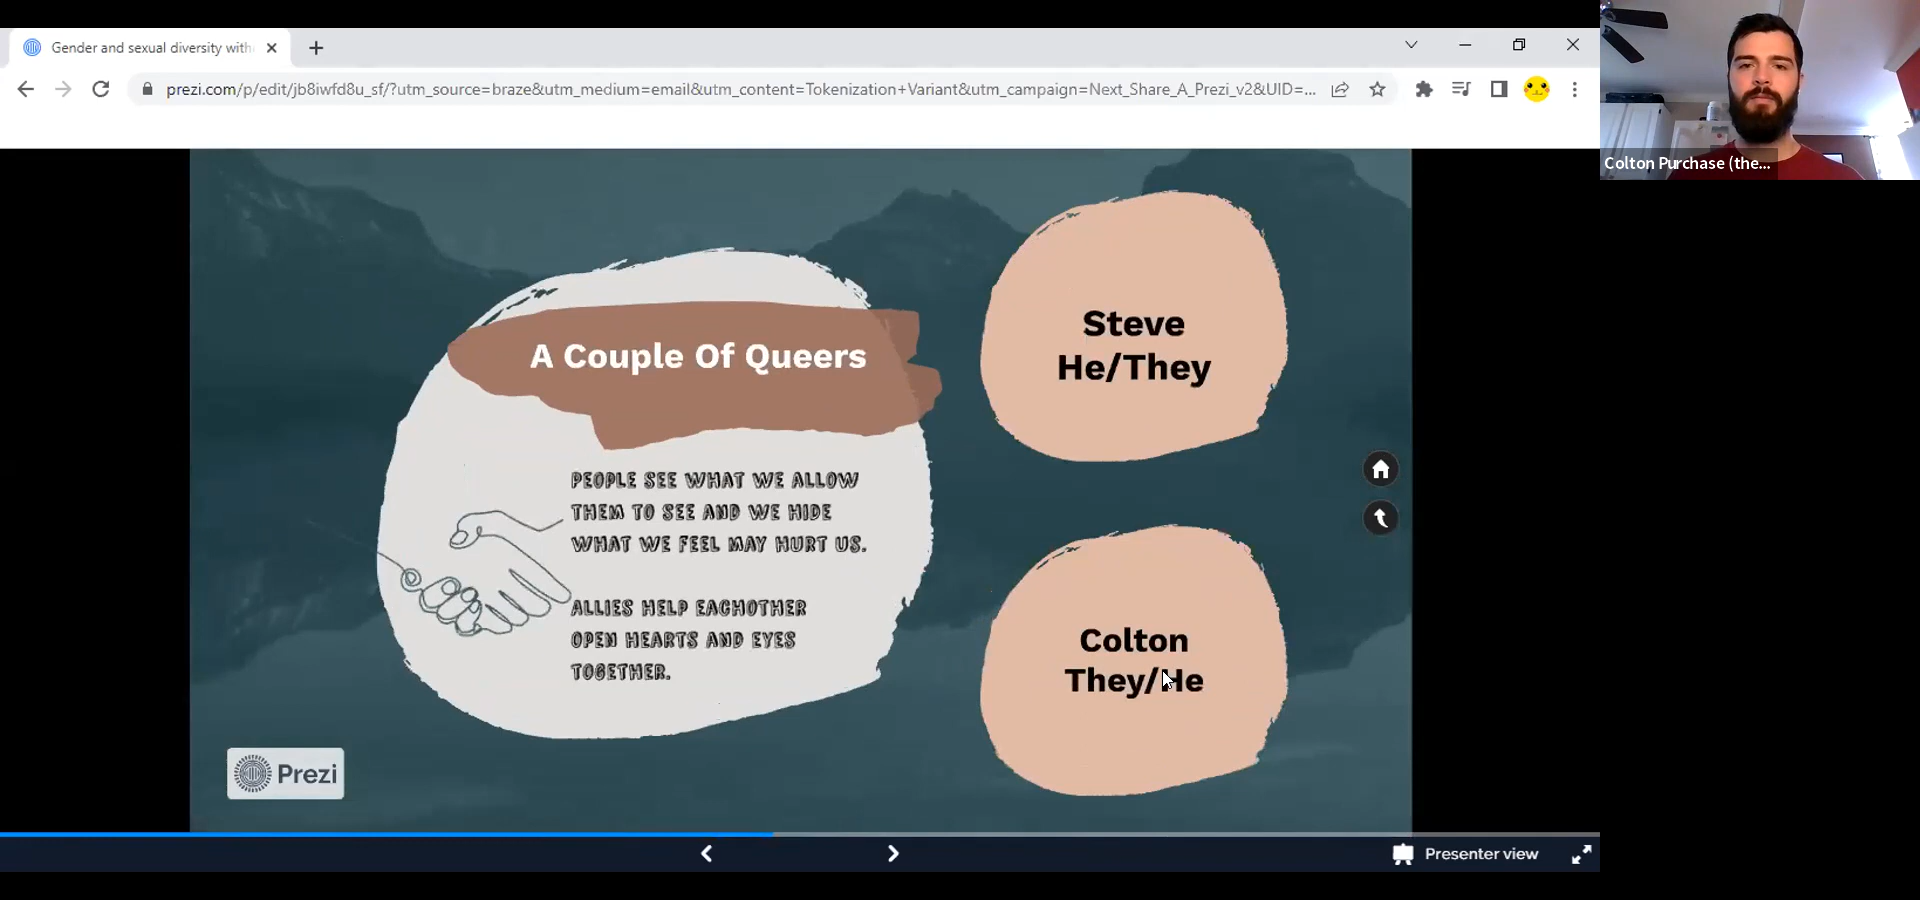 Gender and sexual diversity with
prezi.com/p/edit/jb8iwfd8u_sf/?utm_source=braze&utm_medium=email&utm_content=Tokenization+Variant&utm_campaign=Next_Share_A_Prezi_v2&UID=...
Colton Purchase (the...
A Couple Of Queers
PEOPLE SEE WHAT WE ALLOW
THEM TO SEE AND WE HIDE
WHAT WE FEEL MAY HURT US.
ALLIES HELP EACHOTHER
OPEN HEARTS AND EYES
TOGETHER.
Steve
He/They
Colton
They/He
Prezi
Presenter view